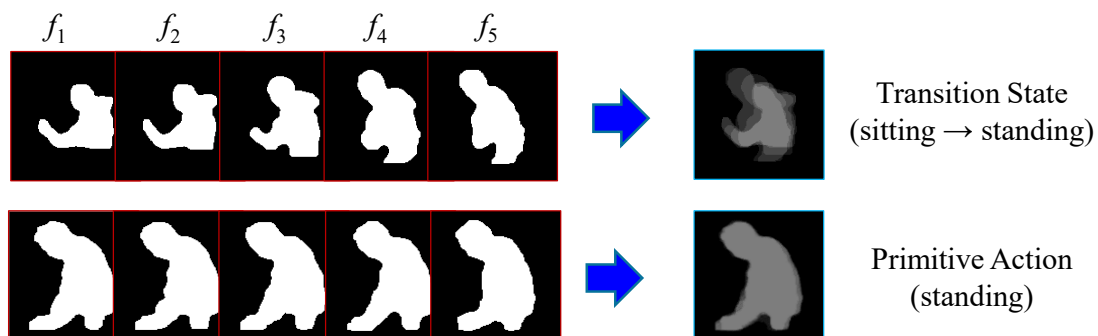 f₁ f₂ f₃ f₄ f₅
Transition State
(sitting → standing)
Primitive Action
(standing)